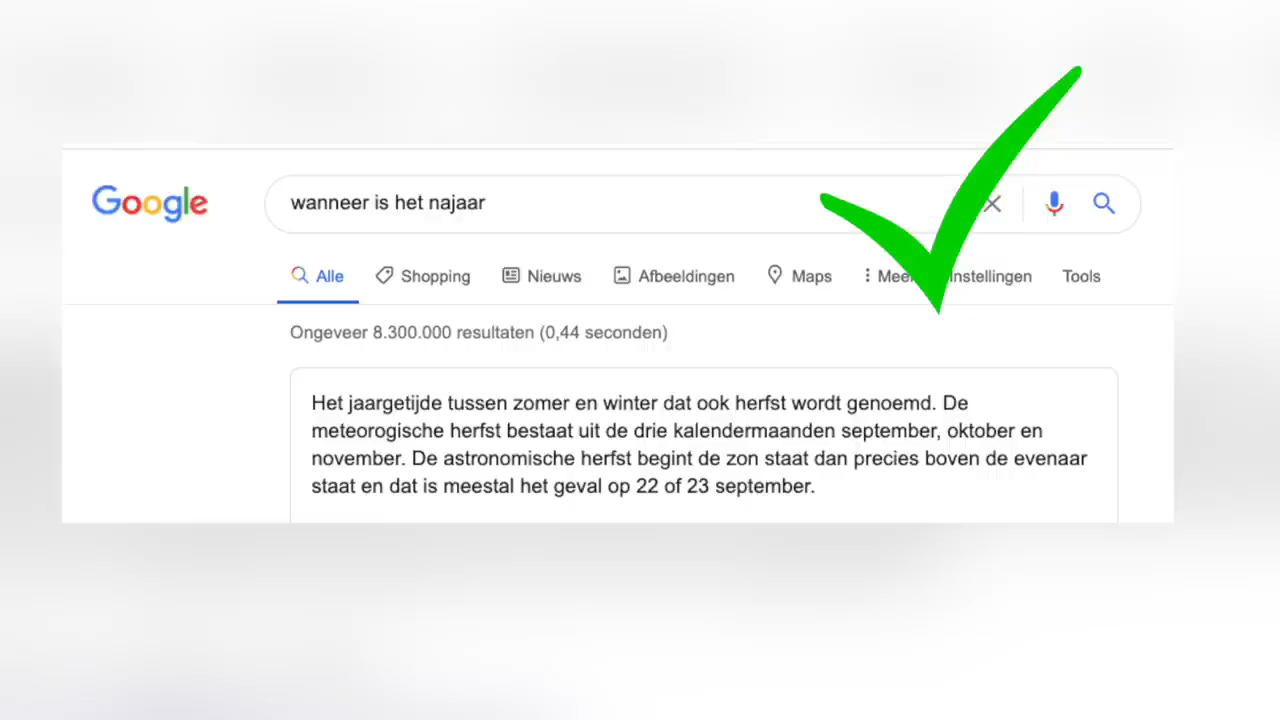 Google
wanneer is het najaar
Alle Shopping Nieuws Afbeeldingen Maps Meer Instellingen Tools
Ongeveer 8.300.000 resultaten (0,44 seconden)
Het jaargetijde tussen zomer en winter dat ook herfst wordt genoemd. De
meteorogische herfst bestaat uit de drie kalendermaanden september, oktober en
november. De astronomische herfst begint de zon staat dan precies boven de evenaar
staat en dat is meestal het geval op 22 of 23 september.